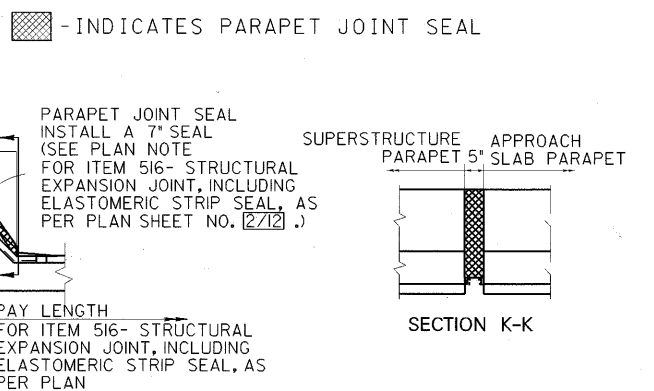 -INDICATES PARAPET JOINT SEAL
PARAPET JOINT SEAL
INSTALL A 7" SEAL
(SEE PLAN NOTE
FOR ITEM 516- STRUCTURAL
EXPANSION JOINT, INCLUDING
ELASTOMERIC STRIP SEAL, AS
PER PLAN SHEET NO. 2/12 .)
SUPERSTRUCTURE
PARAPET
5"
APPROACH
SLAB PARAPET
SECTION K-K
PAY LENGTH
FOR ITEM 516- STRUCTURAL
EXPANSION JOINT, INCLUDING
ELASTOMERIC STRIP SEAL, AS
PER PLAN